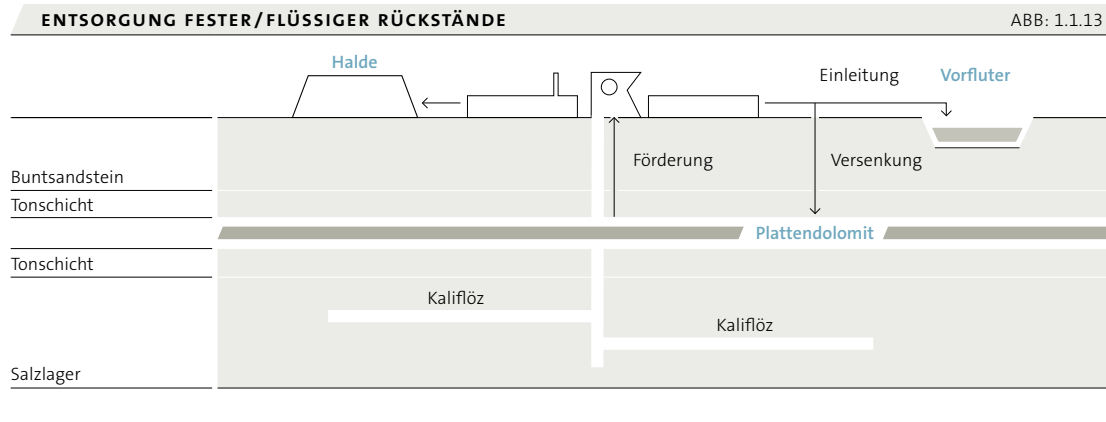 ENTSORGUNG FESTER/FLÜSSIGER RÜCKSTÄNDE ABB: 1.1.13
Halde
Einleitung Vorfluter
Förderung Versenkung
Buntsandstein
Tonschicht
Plattendolomit
Tonschicht
Kaliflöz
Kaliflöz
Salzlager